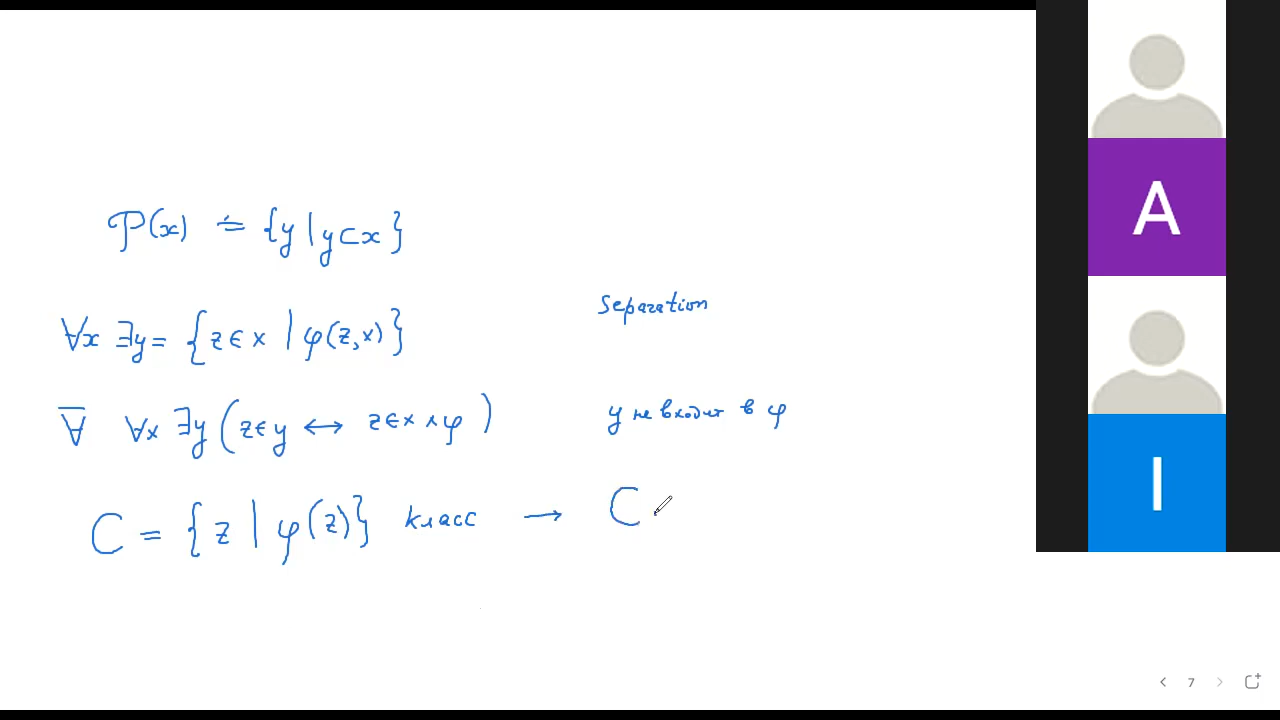 𝒫(x) ≐ {y | y ⊂ x}
Separation
∀x ∃y = {z ∈ x | φ(z, x)}
∀̅ ∀x ∃y (z ∈ y ↔ z ∈ x ∧ φ)
y не входит в φ
C = {z | φ(z)} класс → C
A
I
7